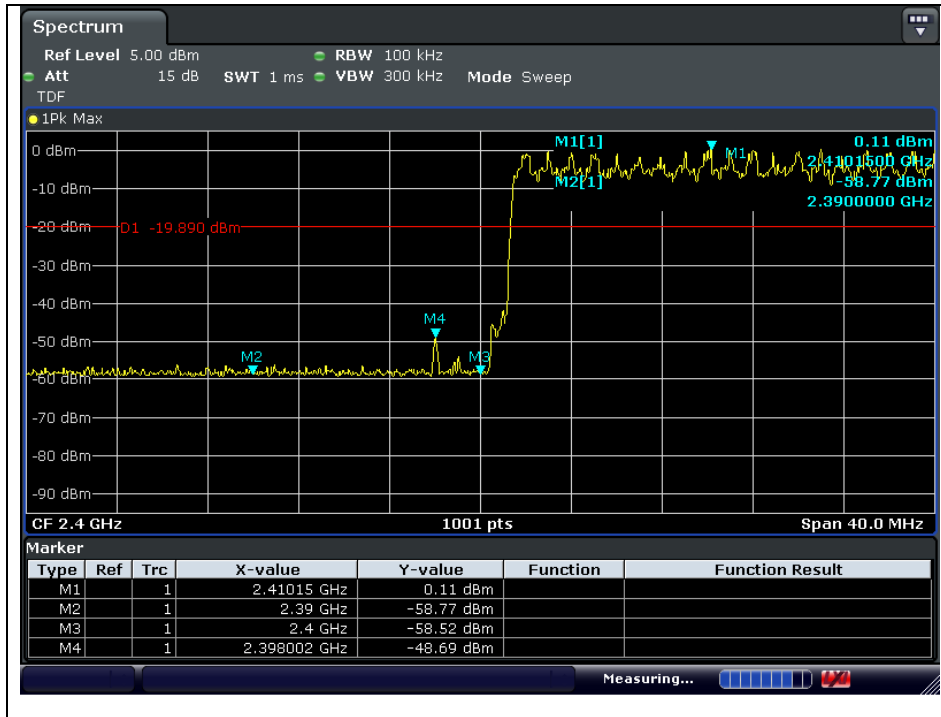 Spectrum
Ref Level 5.00 dBm RBW 100 kHz
Att 15 dB SWT 1 ms VBW 300 kHz Mode Sweep
TDF
1Pk Max
M1[1] 0.11 dBm
2.4101500 GHz
M2[1] -58.77 dBm
2.3900000 GHz
M1
0 dBm
-10 dBm
-20 dBm
D1 -19.890 dBm
-30 dBm
-40 dBm
M4
-50 dBm
M2
M3
-60 dBm
-70 dBm
-80 dBm
-90 dBm
CF 2.4 GHz 1001 pts Span 40.0 MHz
Marker
Type Ref Trc X-value Y-value Function Function Result
M1 1 2.41015 GHz 0.11 dBm
M2 1 2.39 GHz -58.77 dBm
M3 1 2.4 GHz -58.52 dBm
M4 1 2.398002 GHz -48.69 dBm
Measuring...